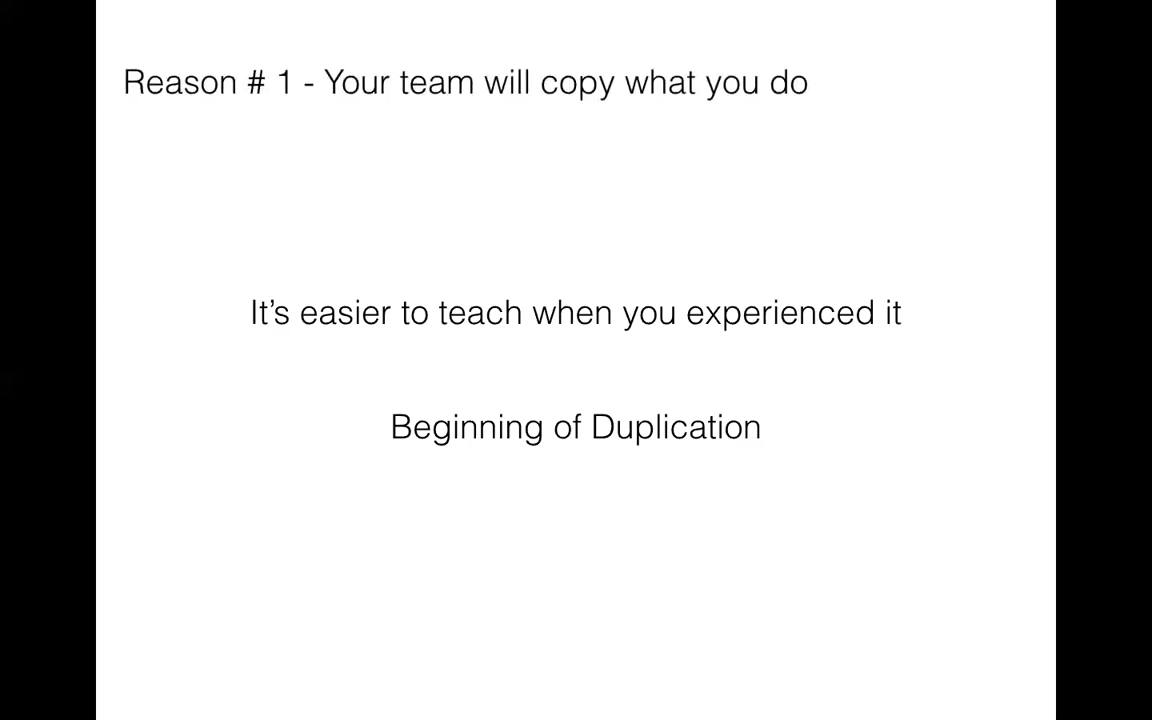 Reason # 1 - Your team will copy what you do
It’s easier to teach when you experienced it
Beginning of Duplication